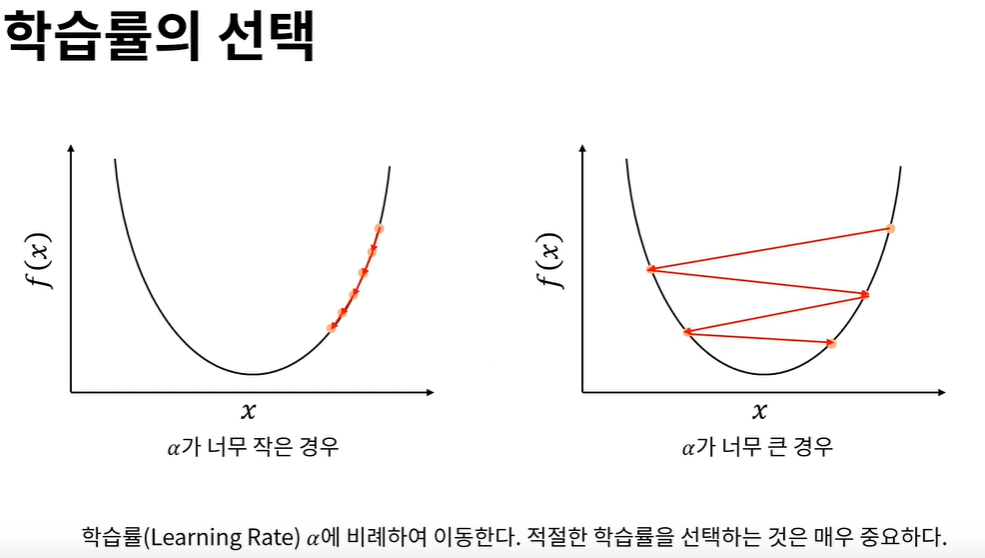 학습률의 선택
f(x)
x
α가 너무 작은 경우
f(x)
x
α가 너무 큰 경우
학습률(Learning Rate) α에 비례하여 이동한다. 적절한 학습률을 선택하는 것은 매우 중요하다.